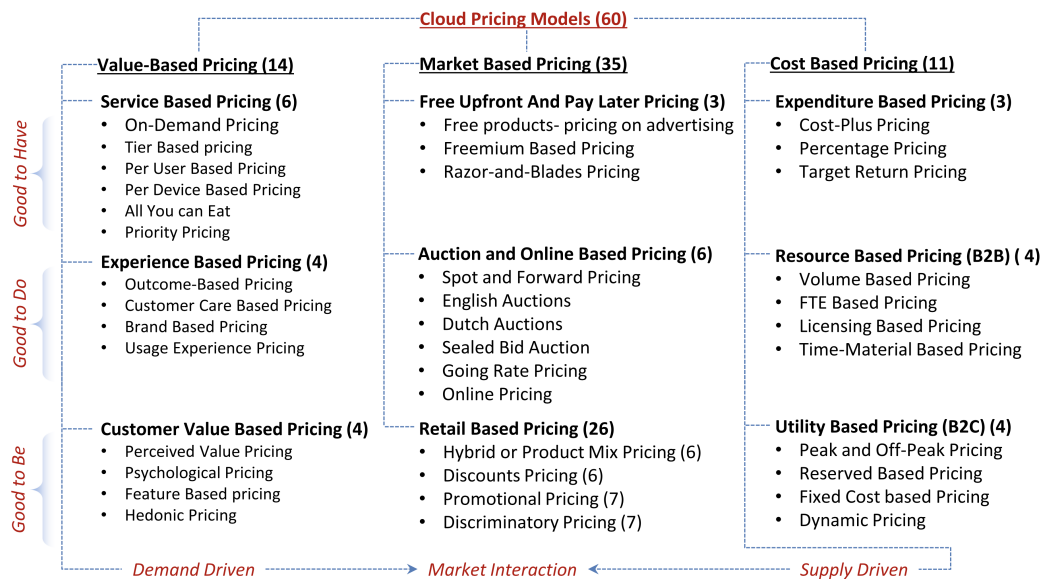 Cloud Pricing Models (60)
Value-Based Pricing (14)
Service Based Pricing (6)
• On-Demand Pricing
• Tier Based pricing
• Per User Based Pricing
• Per Device Based Pricing
• All You can Eat
• Priority Pricing
Experience Based Pricing (4)
• Outcome-Based Pricing
• Customer Care Based Pricing
• Brand Based Pricing
• Usage Experience Pricing
Customer Value Based Pricing (4)
• Perceived Value Pricing
• Psychological Pricing
• Feature Based pricing
• Hedonic Pricing
Market Based Pricing (35)
Free Upfront And Pay Later Pricing (3)
• Free products- pricing on advertising
• Freemium Based Pricing
• Razor-and-Blades Pricing
Auction and Online Based Pricing (6)
• Spot and Forward Pricing
• English Auctions
• Dutch Auctions
• Sealed Bid Auction
• Going Rate Pricing
• Online Pricing
Retail Based Pricing (26)
• Hybrid or Product Mix Pricing (6)
• Discounts Pricing (6)
• Promotional Pricing (7)
• Discriminatory Pricing (7)
Cost Based Pricing (11)
Expenditure Based Pricing (3)
• Cost-Plus Pricing
• Percentage Pricing
• Target Return Pricing
Resource Based Pricing (B2B) ( 4)
• Volume Based Pricing
• FTE Based Pricing
• Licensing Based Pricing
• Time-Material Based Pricing
Utility Based Pricing (B2C) (4)
• Peak and Off-Peak Pricing
• Reserved Based Pricing
• Fixed Cost based Pricing
• Dynamic Pricing
Good to Have
Good to Do
Good to Be
Demand Driven
Market Interaction
Supply Driven